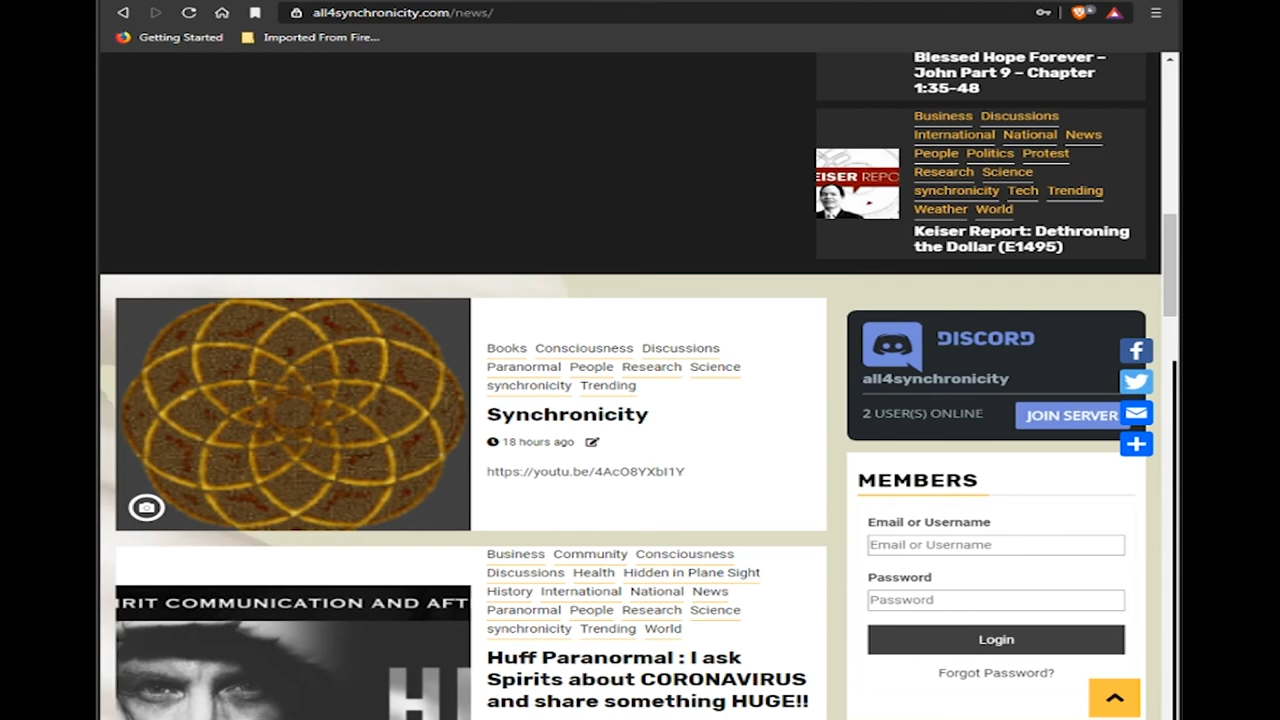 all4synchronicity.com/news/
Getting Started Imported From Fire...
Blessed Hope Forever –
John Part 9 – Chapter
1:35-48
Business Discussions
International National News
People Politics Protest
Research Science
synchronicity Tech Trending
Weather World
Keiser Report: Dethroning
the Dollar (E1495)
EISER REPO
Books Consciousness Discussions
Paranormal People Research Science
synchronicity Trending
Synchronicity
18 hours ago
https://youtu.be/4AcO8YXbI1Y
DISCORD
all4synchronicity
2 USER(S) ONLINE
JOIN SERVER
MEMBERS
Email or Username
Email or Username
Password
Password
Login
Forgot Password?
Business Community Consciousness
Discussions Health Hidden in Plane Sight
History International National News
Paranormal People Research Science
synchronicity Trending World
Huff Paranormal : I ask
Spirits about CORONAVIRUS
and share something HUGE!!
IRIT COMMUNICATION AND AFT
H